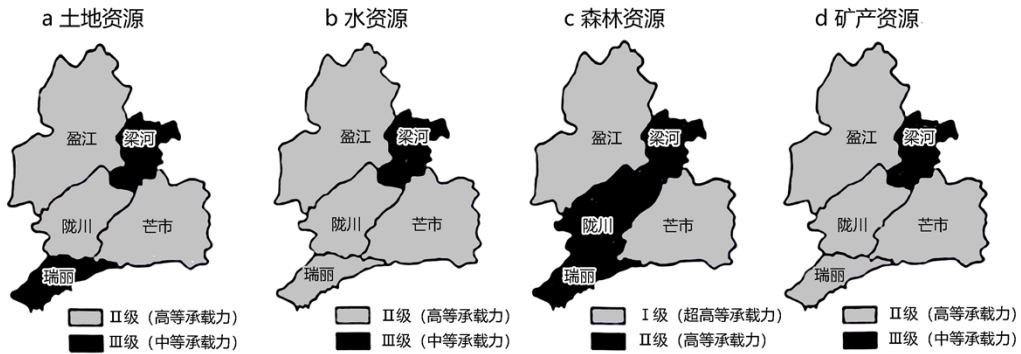 a 土地资源
盈江
梁河
陇川
芒市
瑞丽
Ⅱ级（高等承载力）
Ⅲ级（中等承载力）
b 水资源
盈江
梁河
陇川
芒市
瑞丽
Ⅱ级（高等承载力）
Ⅲ级（中等承载力）
c 森林资源
盈江
梁河
陇川
芒市
瑞丽
Ⅰ级（超高等承载力）
Ⅱ级（高等承载力）
d 矿产资源
盈江
梁河
陇川
芒市
瑞丽
Ⅱ级（高等承载力）
Ⅲ级（中等承载力）